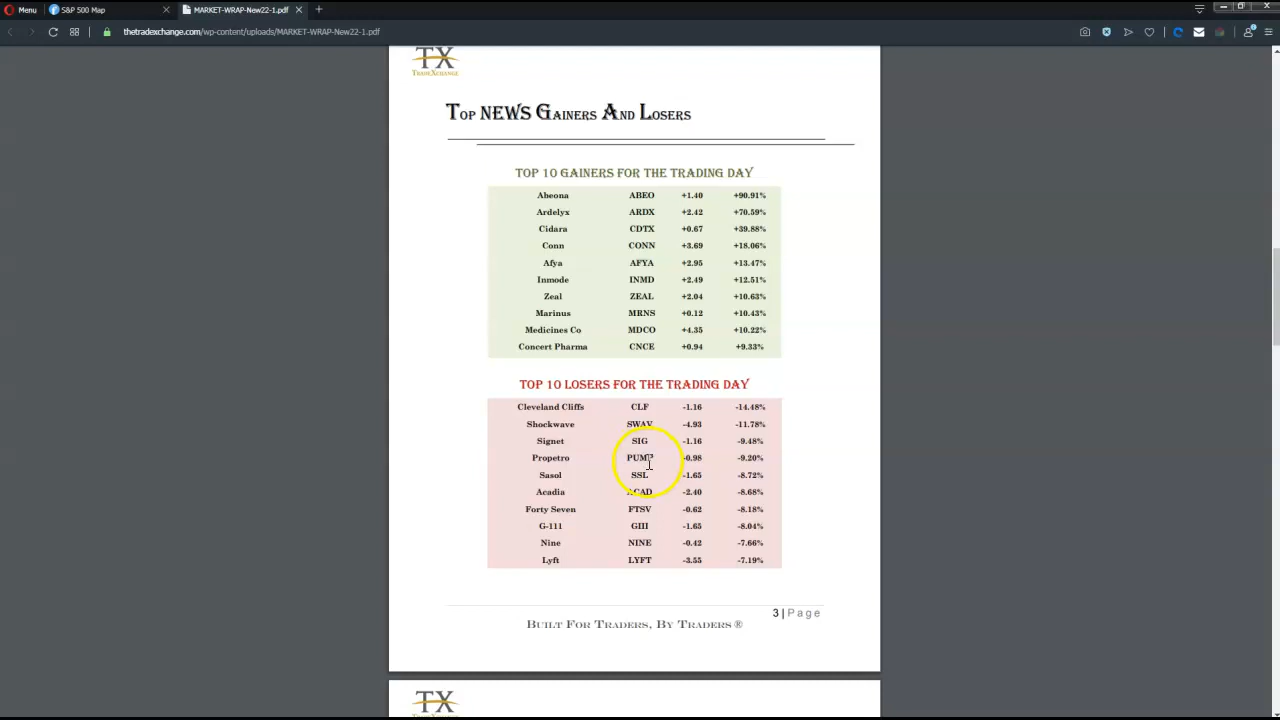 Menu
S&P 500 Map
MARKET-WRAP-New22-1.pdf
thetradexchange.com/wp-content/uploads/MARKET-WRAP-New22-1.pdf
TX
TRADEXCHANGE
TOP NEWS GAINERS AND LOSERS
TOP 10 GAINERS FOR THE TRADING DAY
Abeona ABEO +1.40 +90.91%
Ardelyx ARDX +2.42 +70.59%
Cidara CDTX +0.67 +39.88%
Conn CONN +3.69 +18.06%
Afya AFYA +2.95 +13.47%
Inmode INMD +2.49 +12.51%
Zeal ZEAL +2.04 +10.63%
Marinus MRNS +0.12 +10.43%
Medicines Co MDCO +4.35 +10.22%
Concert Pharma CNCE +0.94 +9.33%
TOP 10 LOSERS FOR THE TRADING DAY
Cleveland Cliffs CLF -1.16 -14.48%
Shockwave SWAV -4.93 -11.78%
Signet SIG -1.16 -9.48%
Propetro PUMP -0.98 -9.20%
Sasol SSL -1.65 -8.72%
Acadia ACAD -2.40 -8.68%
Forty Seven FTSV -0.62 -8.18%
G-111 GIII -1.65 -8.04%
Nine NINE -0.42 -7.66%
Lyft LYFT -3.55 -7.19%
3 | Page
BUILT FOR TRADERS, BY TRADERS ®
TX